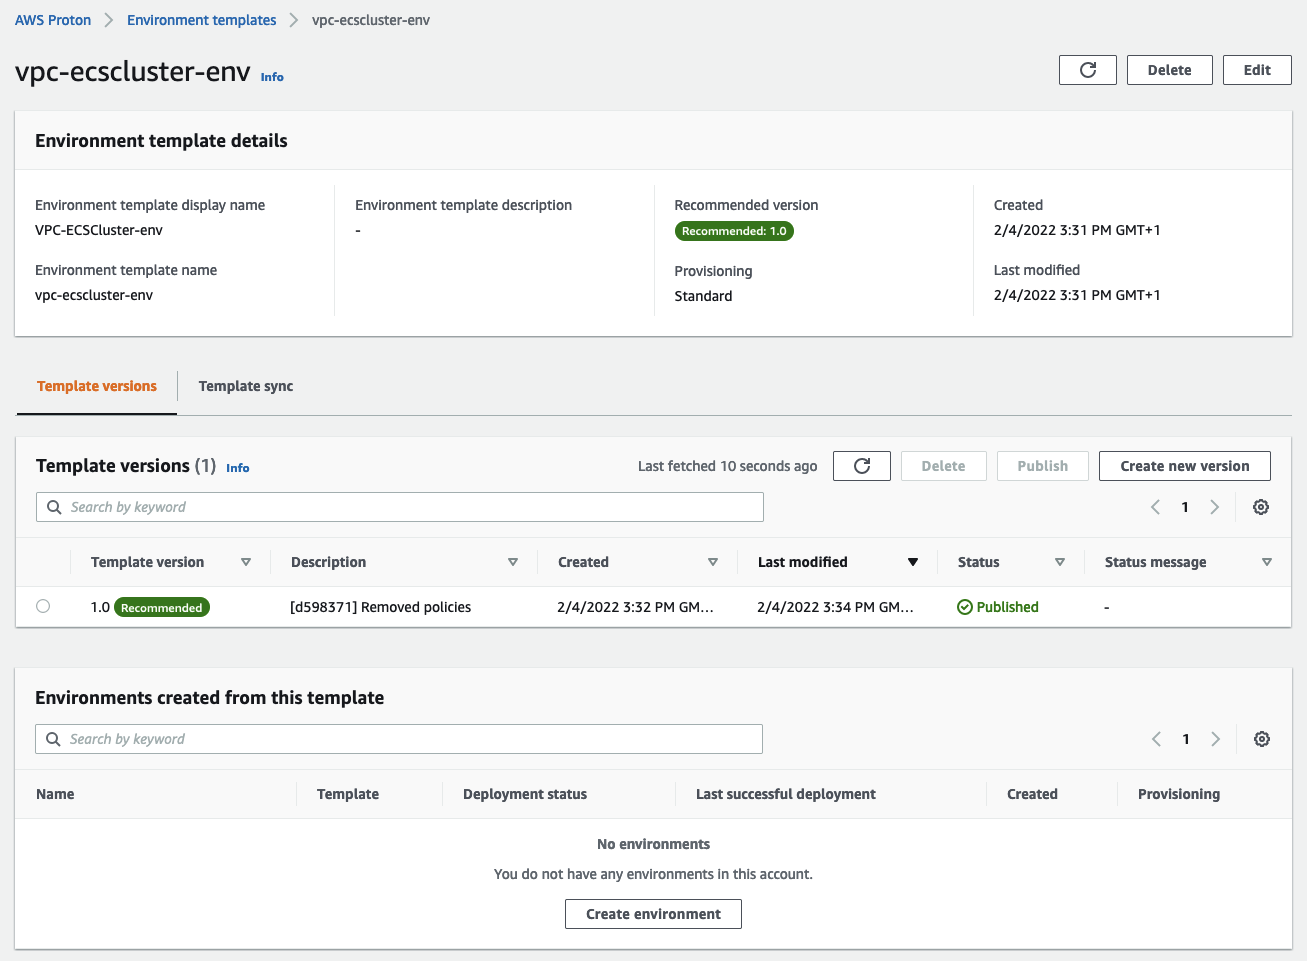 AWS Proton > Environment templates > vpc-ecscluster-env
vpc-ecscluster-env Info
Delete
Edit
Environment template details
Environment template display name
VPC-ECSCluster-env
Environment template name
vpc-ecscluster-env
Environment template description
-
Recommended version
Recommended: 1.0
Provisioning
Standard
Created
2/4/2022 3:31 PM GMT+1
Last modified
2/4/2022 3:31 PM GMT+1
Template versions
Template sync
Template versions (1) Info
Last fetched 10 seconds ago
Delete
Publish
Create new version
Search by keyword
1
Template version Description Created Last modified Status Status message
1.0 Recommended [d598371] Removed policies 2/4/2022 3:32 PM GM... 2/4/2022 3:34 PM GM... Published -
Environments created from this template
Search by keyword
1
Name Template Deployment status Last successful deployment Created Provisioning
No environments
You do not have any environments in this account.
Create environment